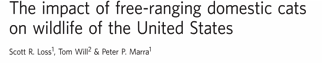 The impact of free-ranging domestic cats
on wildlife of the United States
Scott R. Loss¹, Tom Will² & Peter P. Marra¹